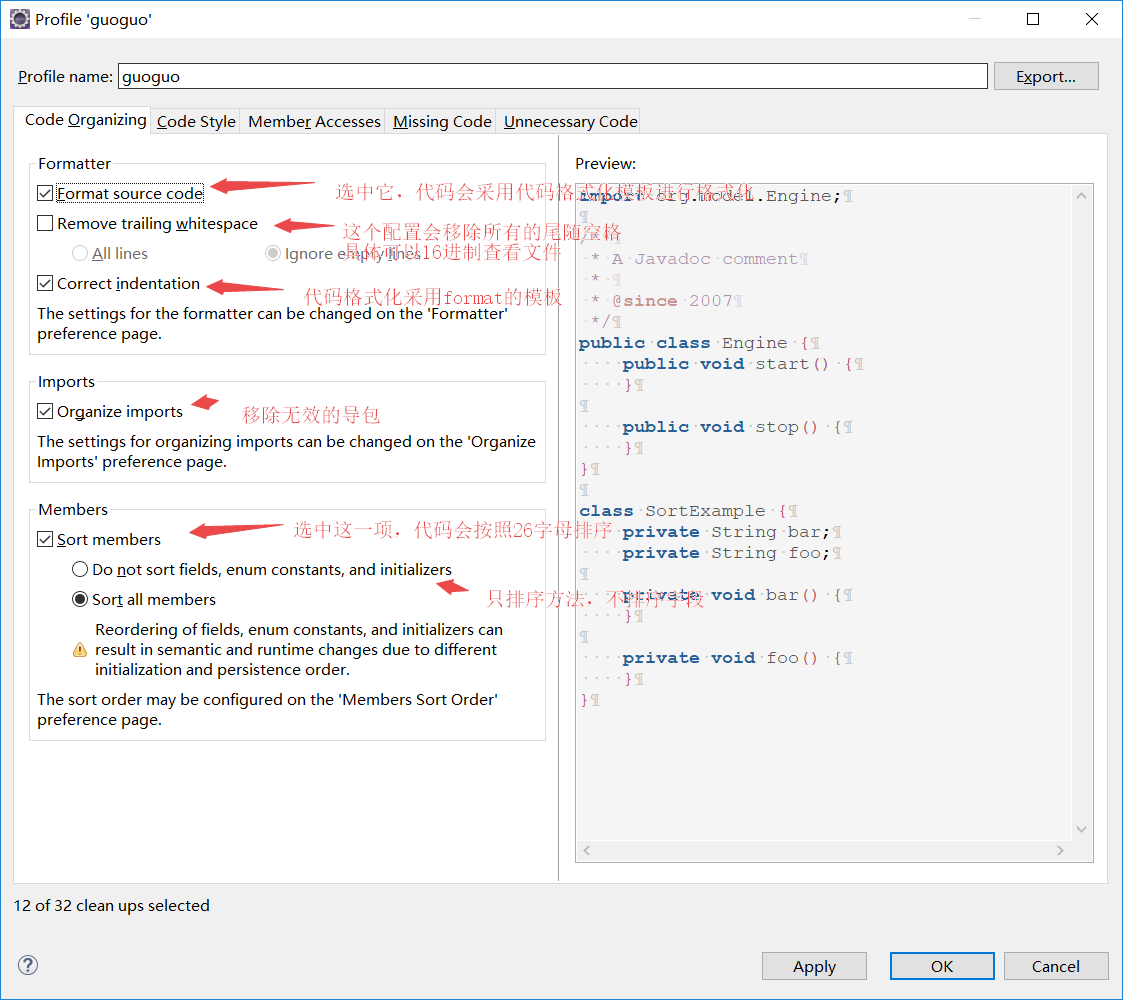 Profile 'guoguo'
Profile name: guoguo Export...
Code Organizing Code Style Member Accesses Missing Code Unnecessary Code
Formatter
Format source code
选中它，代码会采用代码格式化模板进行格式化
Remove trailing whitespace
这个配置会移除所有的尾随空格
All lines
Ignore empty lines
具体可以16进制查看文件
Correct indentation
代码格式化采用format的模板
The settings for the formatter can be changed on the 'Formatter'
preference page.
Imports
Organize imports
移除无效的导包
The settings for organizing imports can be changed on the 'Organize
Imports' preference page.
Members
Sort members
选中这一项，代码会按照26字母排序
Do not sort fields, enum constants, and initializers
只排序方法．不排序字段
Sort all members
Reordering of fields, enum constants, and initializers can
result in semantic and runtime changes due to different
initialization and persistence order.
The sort order may be configured on the 'Members Sort Order'
preference page.
Preview:
import·org.model.Engine;¶
¶
/**¶
·*·A·Javadoc·comment¶
·*·¶
·*·@since·2007¶
·*/¶
public·class·Engine·{¶
····public·void·start()·{¶
····}¶
¶
····public·void·stop()·{¶
····}¶
}¶
¶
class·SortExample·{¶
····private·String·bar;¶
····private·String·foo;¶
¶
····private·void·bar()·{¶
····}¶
¶
····private·void·foo()·{¶
····}¶
}¶
12 of 32 clean ups selected
? Apply OK Cancel